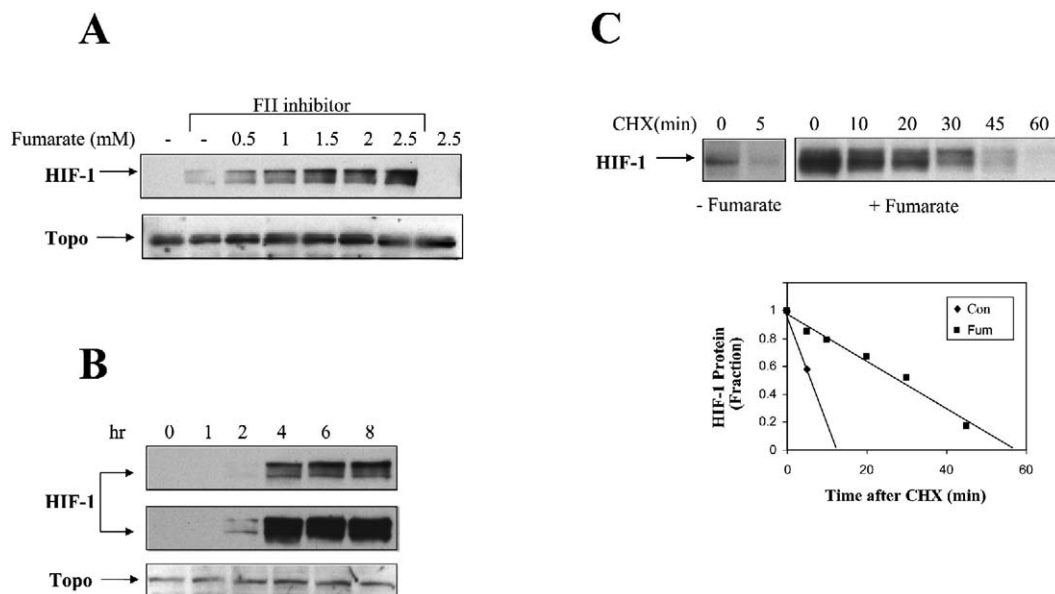 A
FH inhibitor
Fumarate (mM) - - 0.5 1 1.5 2 2.5 2.5
HIF-1
Topo
B
hr 0 1 2 4 6 8
HIF-1
Topo
C
CHX(min) 0 5 0 10 20 30 45 60
HIF-1
- Fumarate + Fumarate
1
0.8
0.6
0.4
0.2
0
HIF-1 Protein
(Fraction)
Con
Fum
0 20 40 60
Time after CHX (min)